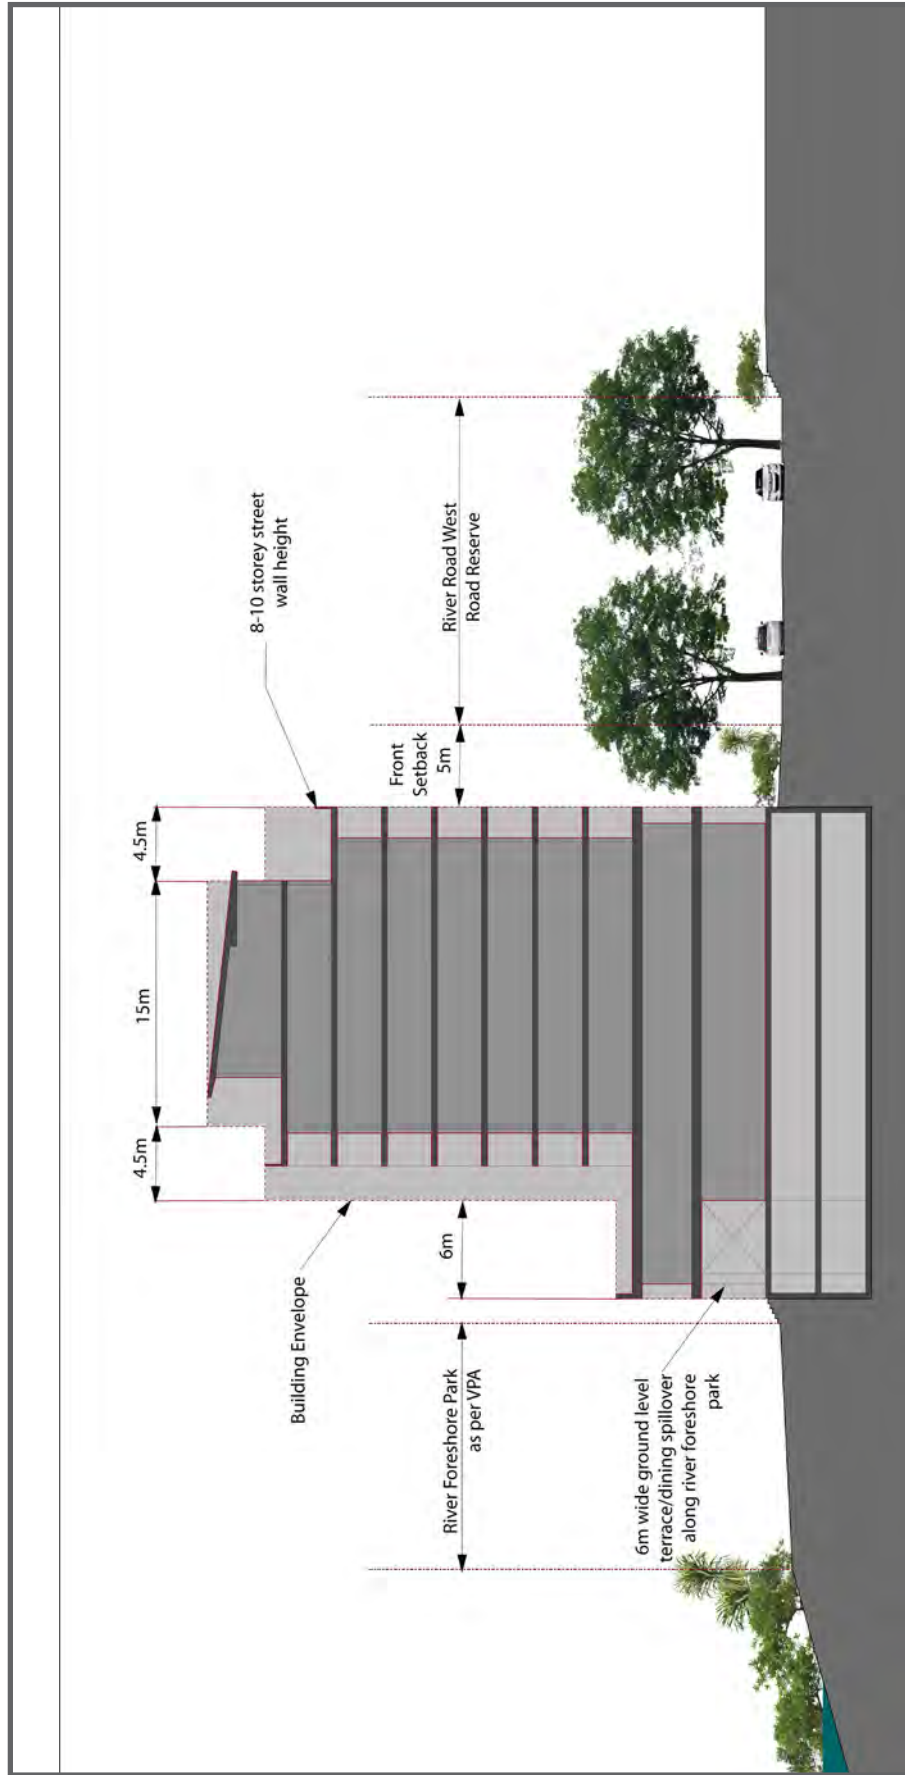 4.5m
15m
4.5m
8-10 storey street
wall height
Building Envelope
6m
Front
Setback
5m
River Foreshore Park
as per VPA
River Road West
Road Reserve
6m wide ground level
terrace/dining spillover
along river foreshore
park